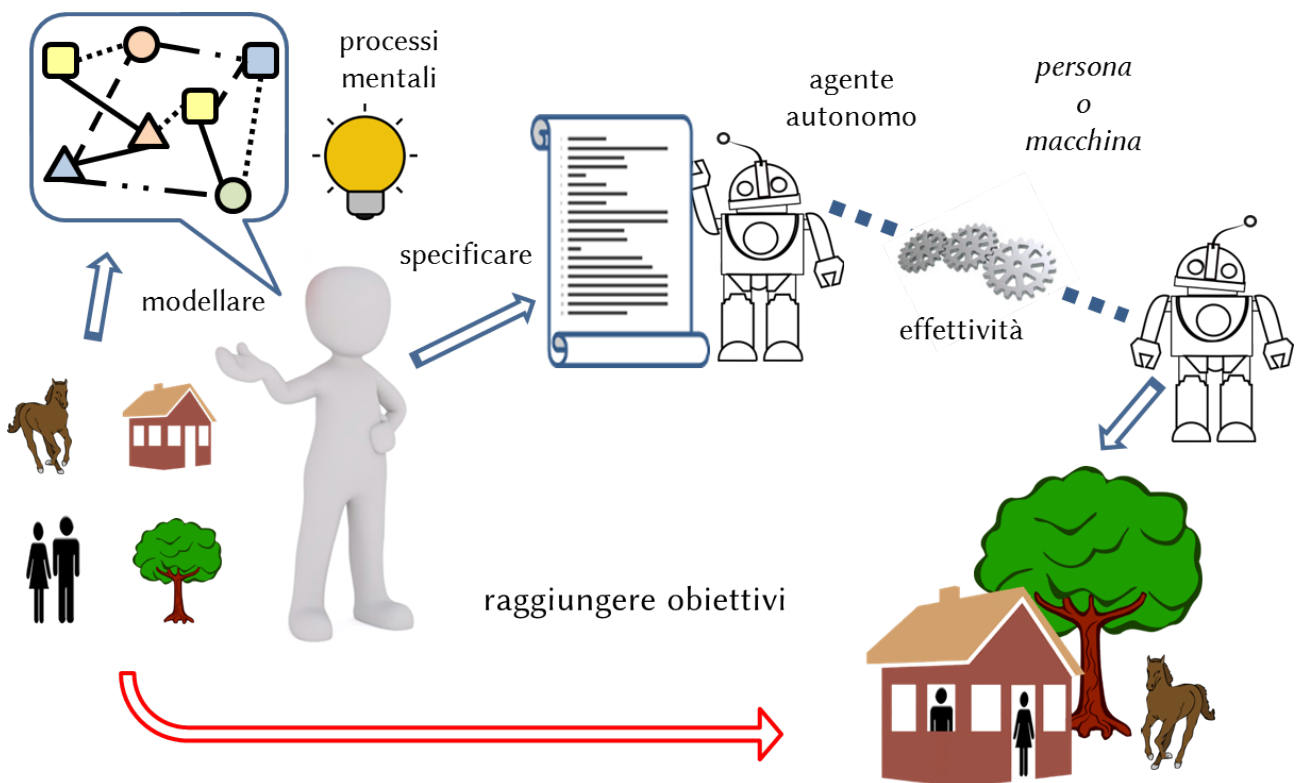 processi
mentali
agente
autonomo
persona
o
macchina
specificare
modellare
effettività
raggiungere obiettivi